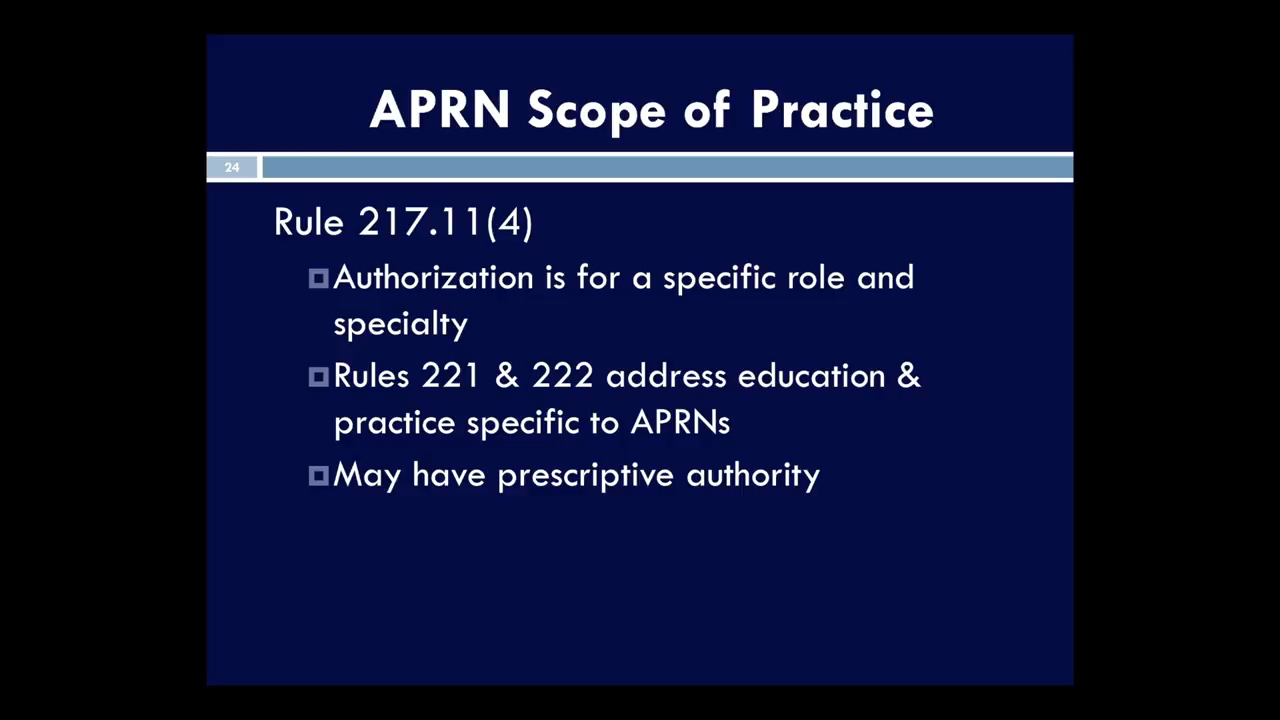 APRN Scope of Practice
24
Rule 217.11(4)
Authorization is for a specific role and
specialty
Rules 221 & 222 address education &
practice specific to APRNs
May have prescriptive authority